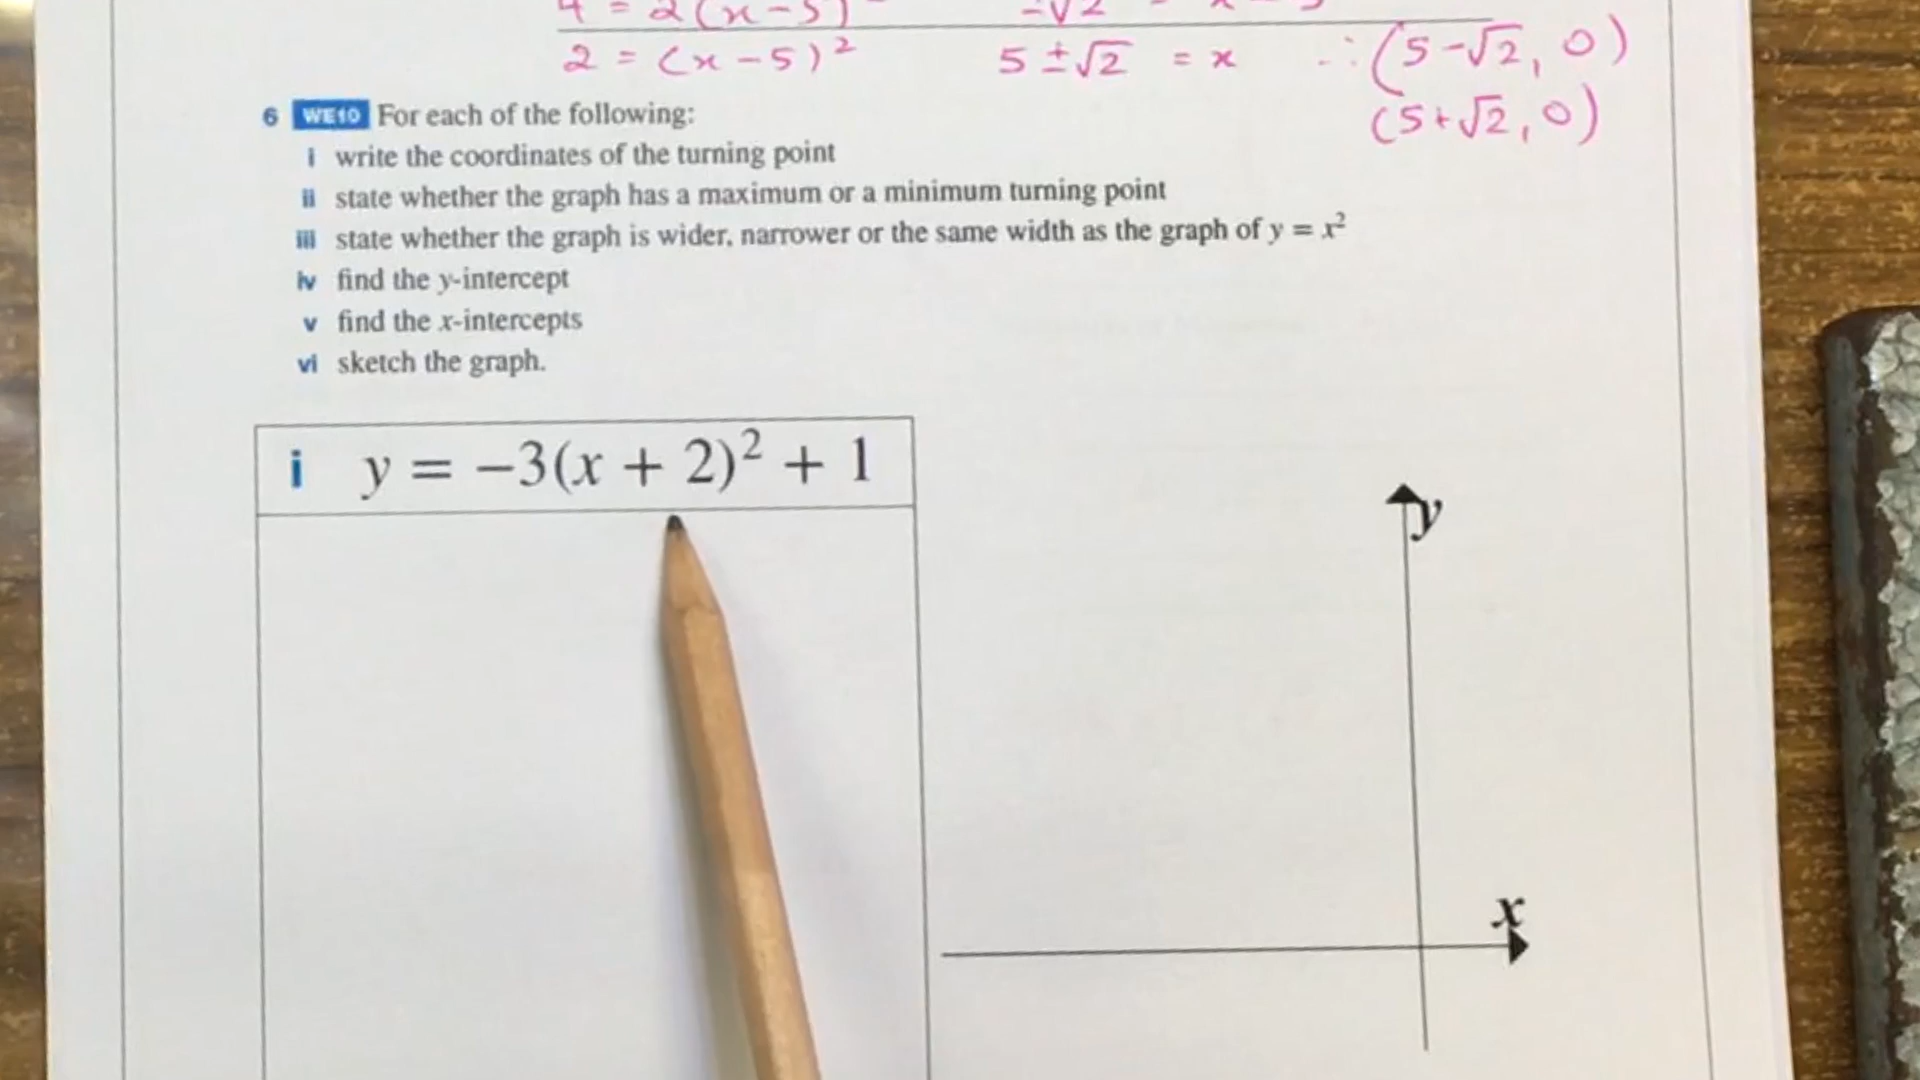 4 = 2(x-5)
2 = (x-5)²
5 ± √2 = x ∴ (5-√2, 0)
(5+√2, 0)
6 WE10 For each of the following:
i write the coordinates of the turning point
ii state whether the graph has a maximum or a minimum turning point
iii state whether the graph is wider, narrower or the same width as the graph of y = x²
iv find the y-intercept
v find the x-intercepts
vi sketch the graph.
i y = −3(x + 2)² + 1
y
x